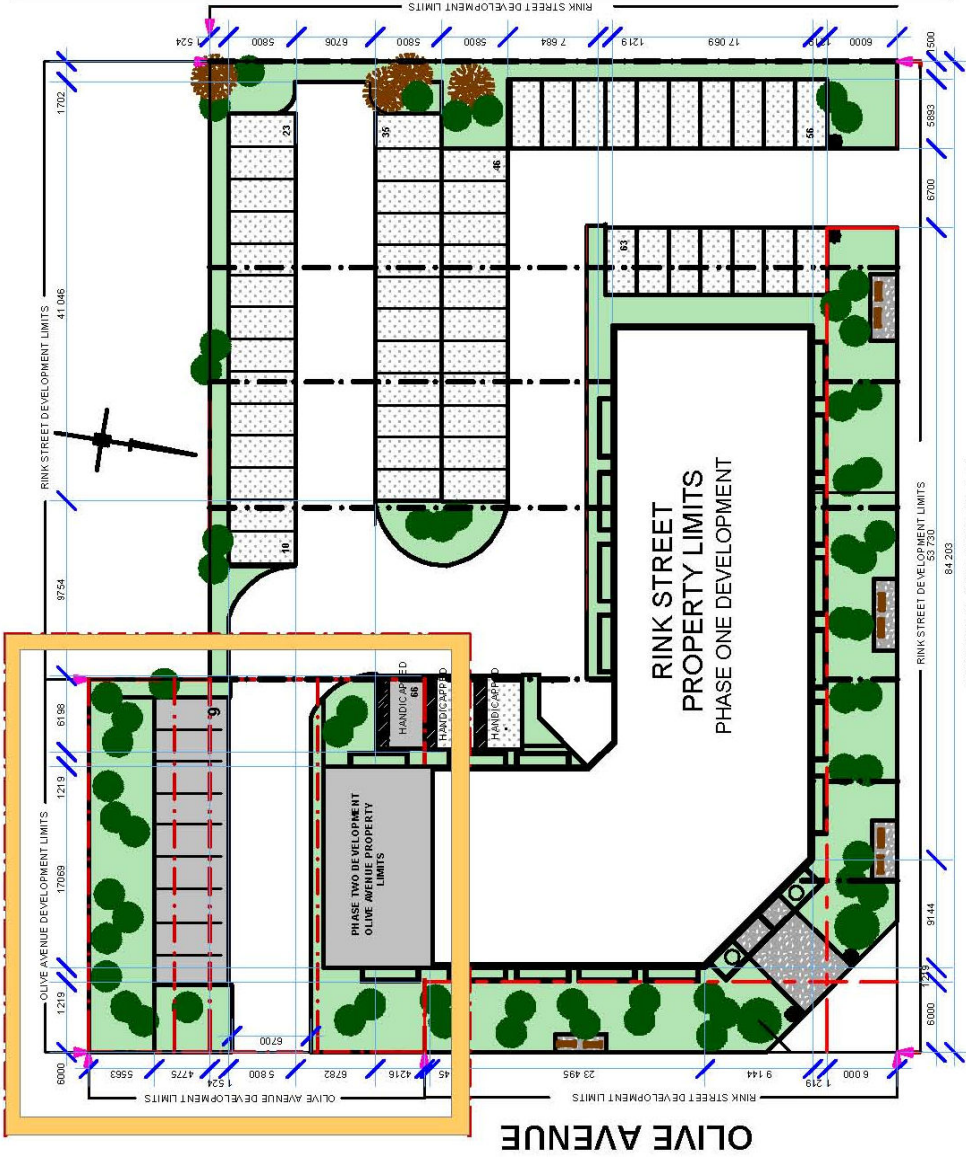 RINK STREET DEVELOPMENT LIMITS
1 524
5800
6706
5800
5800
7 684
1219
17 069
1219
6000
1500
1702
41 046
9754
6198
1219
17069
1219
6000
RINK STREET DEVELOPMENT LIMITS
OLIVE AVENUE DEVELOPMENT LIMITS
23
35
46
56
63
10
9
66
HANDICAPPED
HANDICAPPED
HANDICAPPED
RINK STREET
PROPERTY LIMITS
PHASE ONE DEVELOPMENT
PHASE TWO DEVELOPMENT
OLIVE AVENUE PROPERTY
LIMITS
5893
6700
RINK STREET DEVELOPMENT LIMITS
53 730
84 203
9144
1219
6000
6700
5563
4775
1 524
5 800
6782
4216
45
23 495
9 144
1 219
6 000
OLIVE AVENUE DEVELOPMENT LIMITS
RINK STREET DEVELOPMENT LIMITS
OLIVE AVENUE